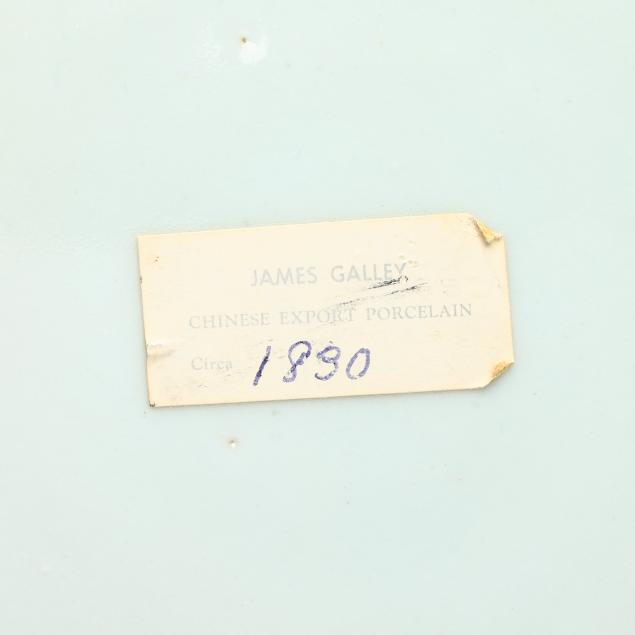 JAMES GALLEY
CHINESE EXPORT PORCELAIN
Circa 1890